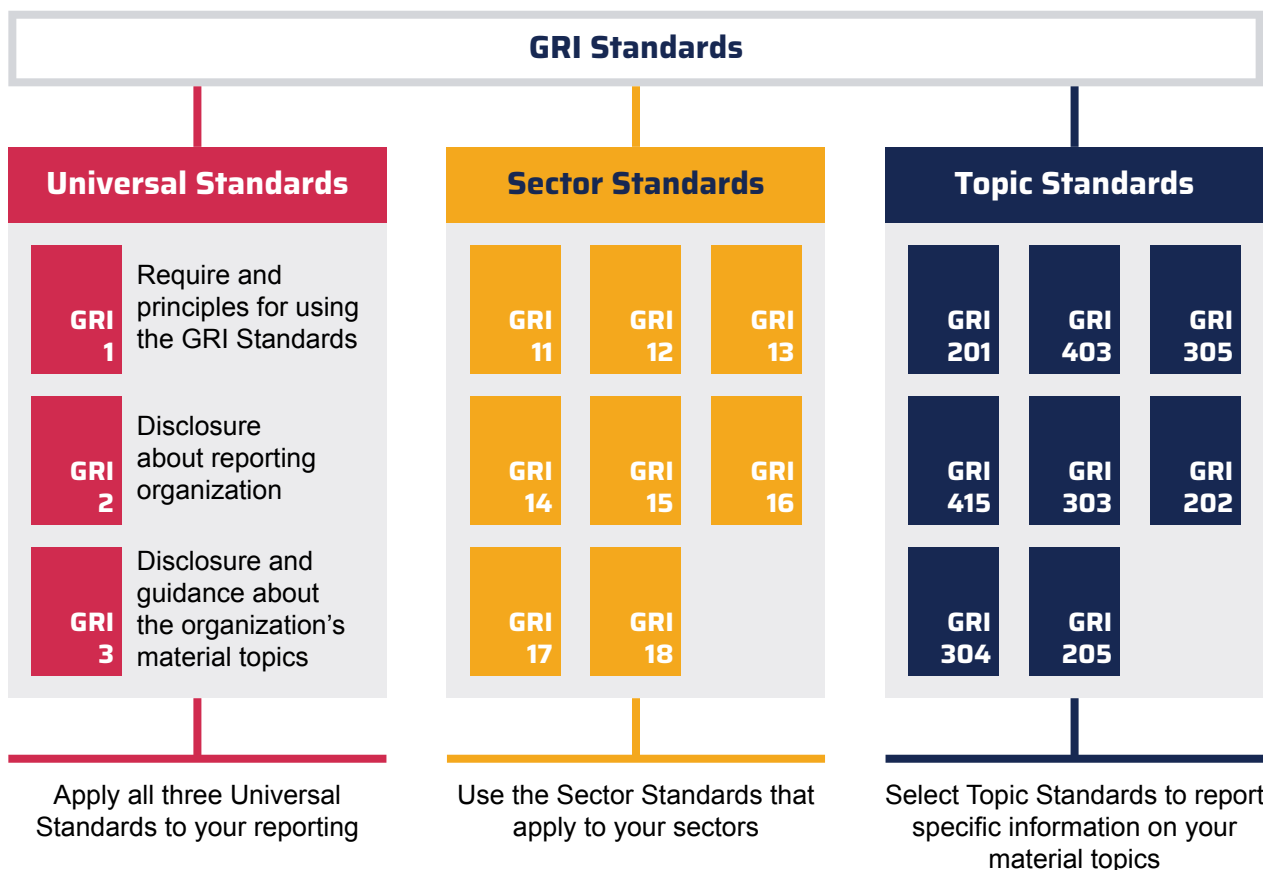 GRI Standards
Universal Standards
GRI
1
Require and
principles for using
the GRI Standards
GRI
2
Disclosure
about reporting
organization
GRI
3
Disclosure and
guidance about
the organization’s
material topics
Apply all three Universal
Standards to your reporting
Sector Standards
GRI
11
GRI
12
GRI
13
GRI
14
GRI
15
GRI
16
GRI
17
GRI
18
Use the Sector Standards that
apply to your sectors
Topic Standards
GRI
201
GRI
403
GRI
305
GRI
415
GRI
303
GRI
202
GRI
304
GRI
205
Select Topic Standards to report
specific information on your
material topics